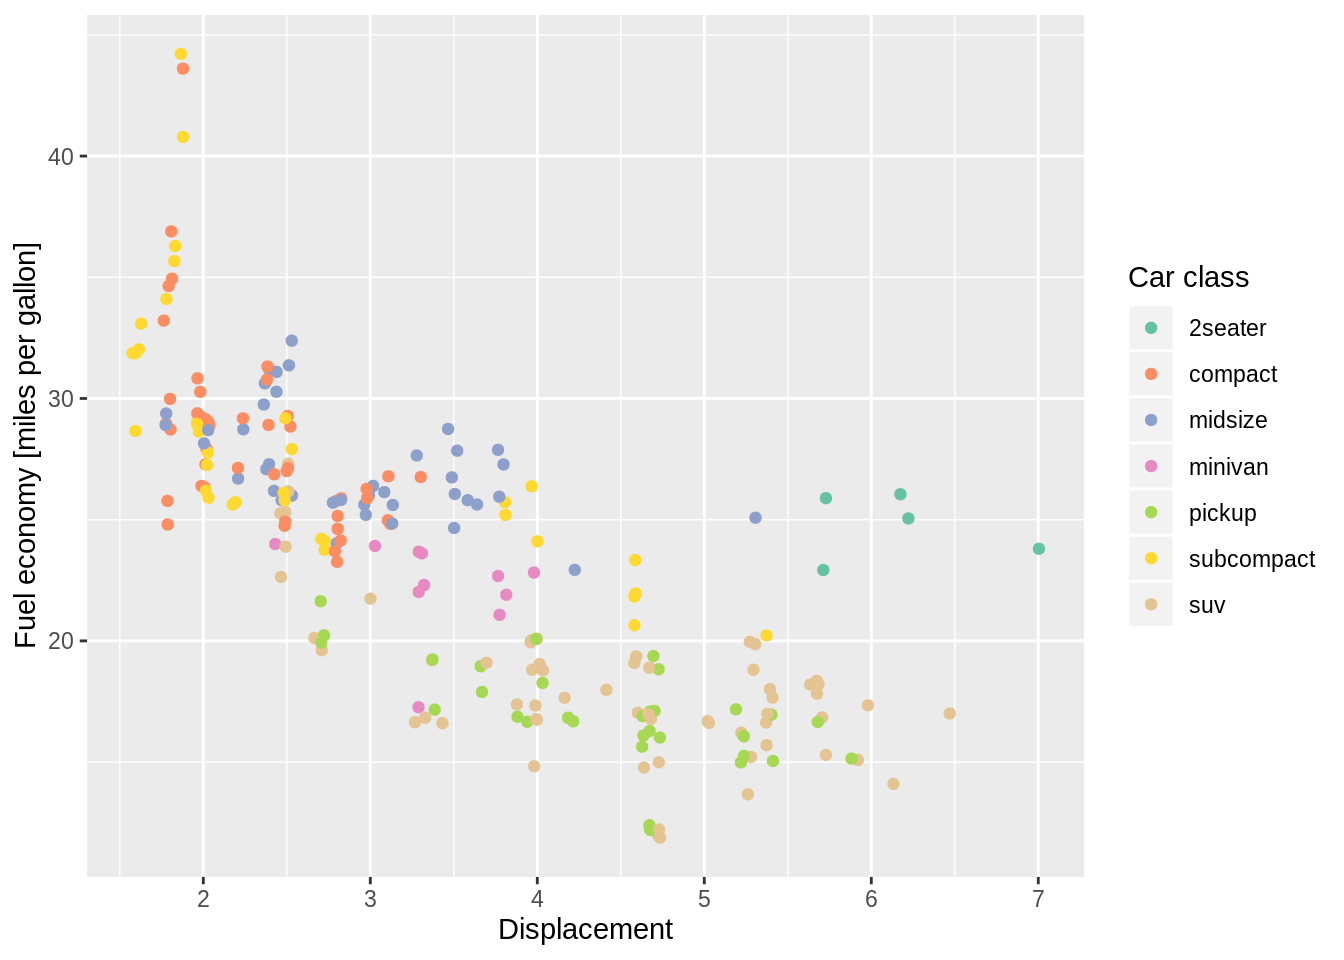 Fuel economy [miles per gallon]
40
30
20
2 3 4 5 6 7
Displacement
Car class
2seater
compact
midsize
minivan
pickup
subcompact
suv